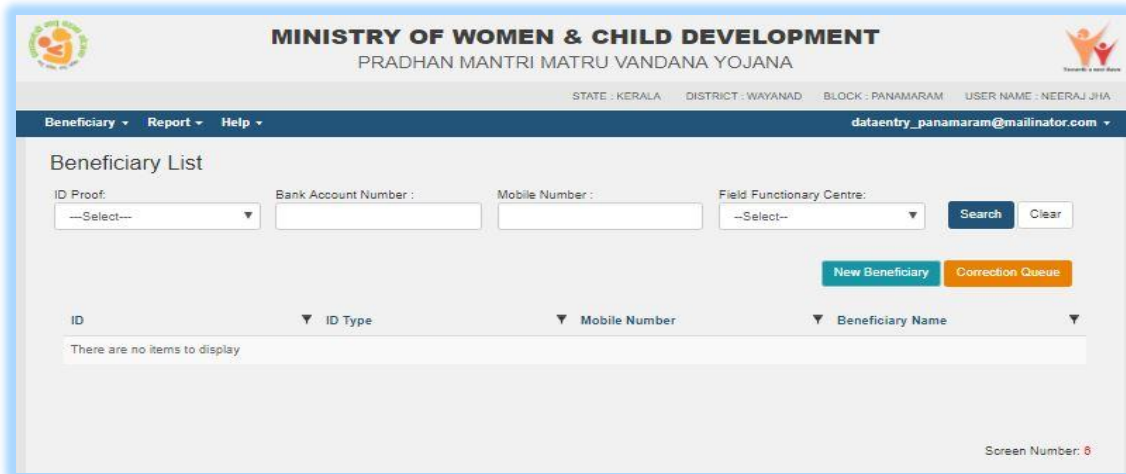 MINISTRY OF WOMEN & CHILD DEVELOPMENT
PRADHAN MANTRI MATRU VANDANA YOJANA
STATE : KERALA DISTRICT : WAYANAD BLOCK : PANAMARAM USER NAME : NEERAJ JHA
Beneficiary Report Help dataentry_panamaram@mailinator.com
Beneficiary List
ID Proof: Bank Account Number : Mobile Number : Field Functionary Centre:
---Select--- --Select-- Search Clear
New Beneficiary Correction Queue
ID ID Type Mobile Number Beneficiary Name
There are no items to display
Screen Number: 6